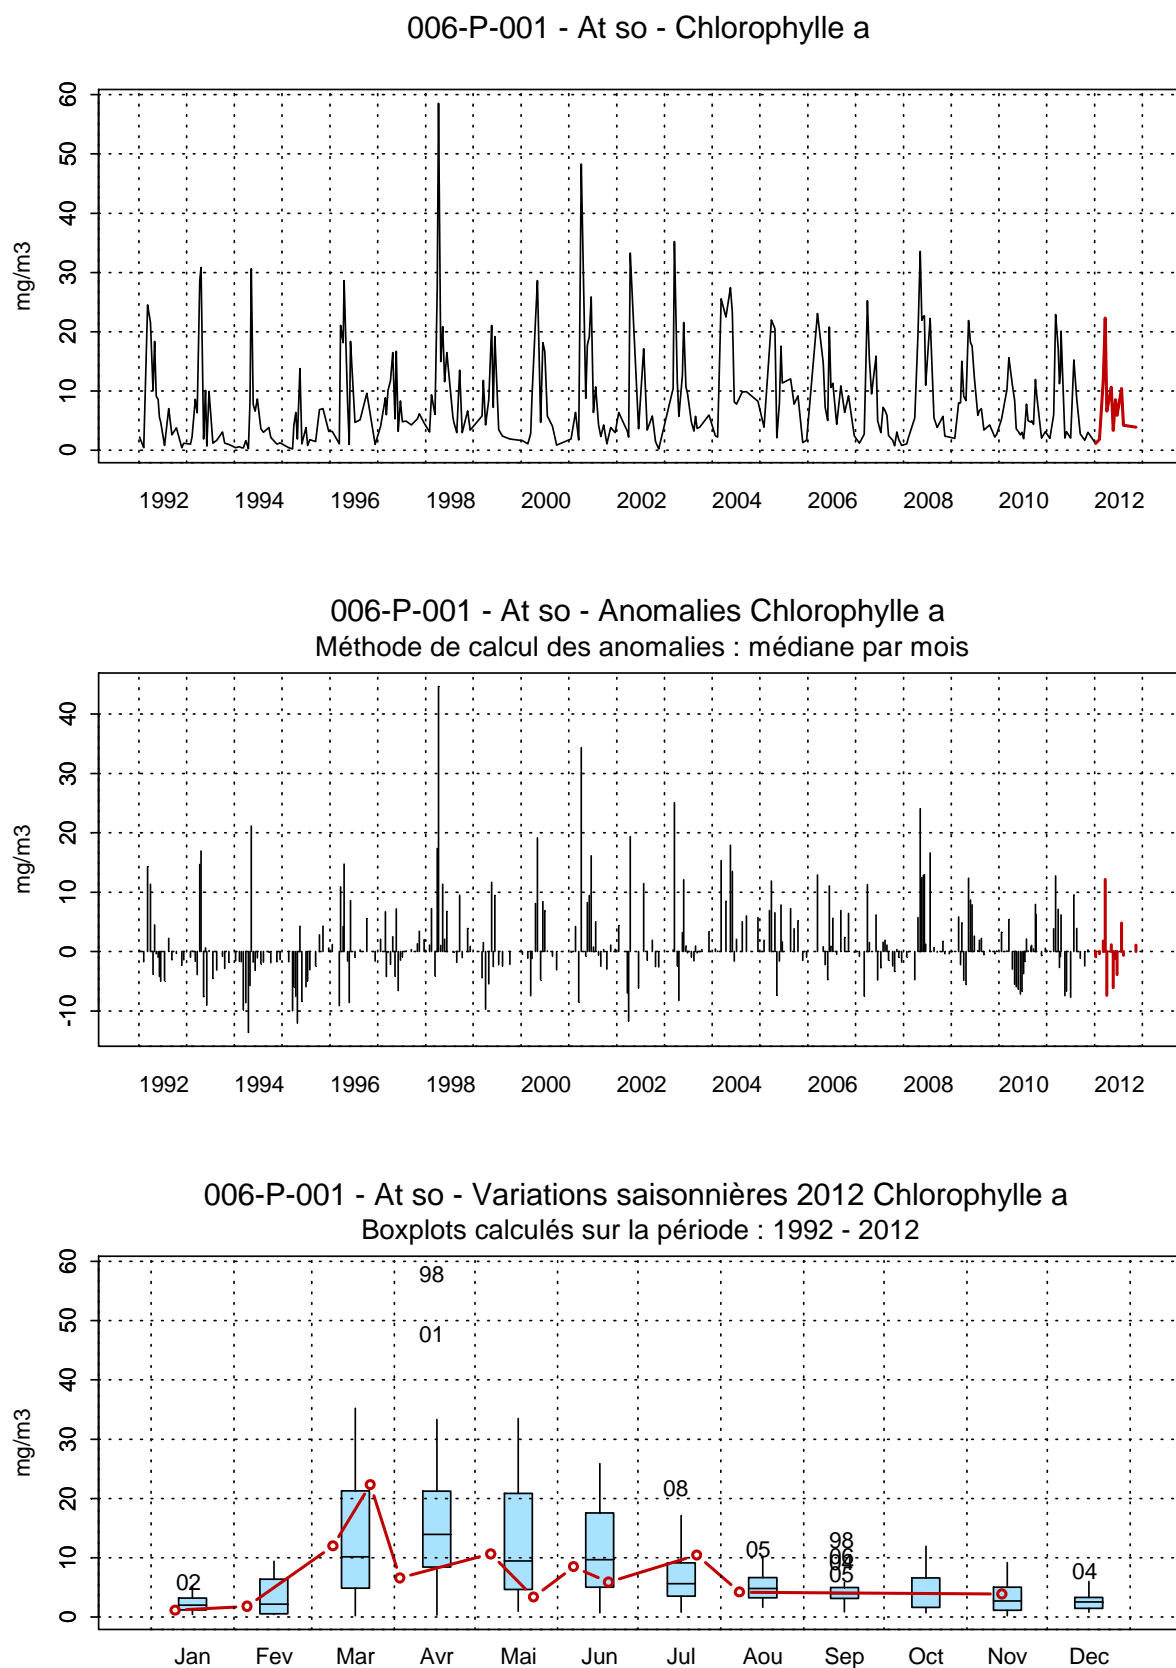 006-P-001 - At so - Chlorophylle a
mg/m3
60
50
40
30
20
10
0
1992 1994 1996 1998 2000 2002 2004 2006 2008 2010 2012
006-P-001 - At so - Anomalies Chlorophylle a
Méthode de calcul des anomalies : médiane par mois
mg/m3
40
30
20
10
0
-10
1992 1994 1996 1998 2000 2002 2004 2006 2008 2010 2012
006-P-001 - At so - Variations saisonnières 2012 Chlorophylle a
Boxplots calculés sur la période : 1992 - 2012
mg/m3
60
50
40
30
20
10
0
98
01
08
05
98
05
04
02
Jan Fev Mar Avr Mai Jun Jul Aou Sep Oct Nov Dec